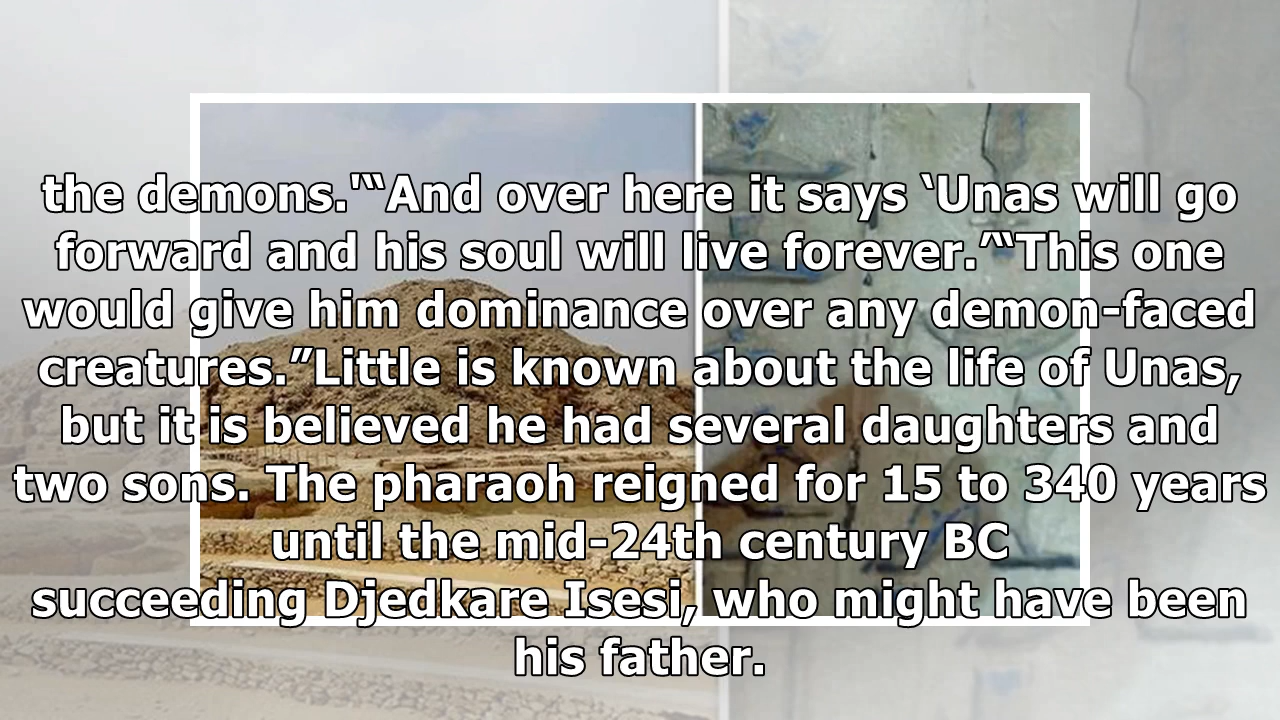 the demons.'“And over here it says ‘Unas will go
forward and his soul will live forever.’“This one
would give him dominance over any demon-faced
creatures.”Little is known about the life of Unas,
but it is believed he had several daughters and
two sons. The pharaoh reigned for 15 to 340 years
until the mid-24th century BC
succeeding Djedkare Isesi, who might have been
his father.